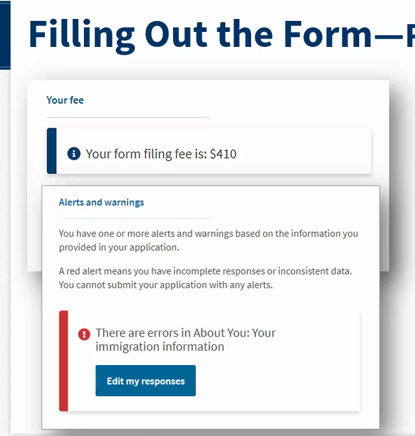 Filling Out the Form—
Your fee
Your form filing fee is: $410
Alerts and warnings
You have one or more alerts and warnings based on the information you
provided in your application.
A red alert means you have incomplete responses or inconsistent data.
You cannot submit your application with any alerts.
There are errors in About You: Your
immigration information
Edit my responses